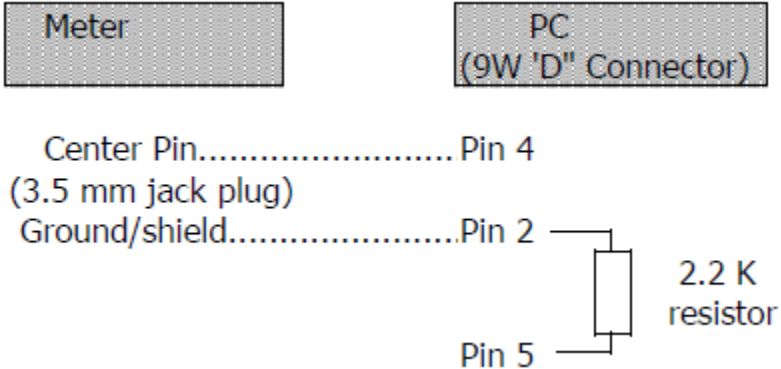 Meter
PC
(9W 'D" Connector)
Center Pin.........................Pin 4
(3.5 mm jack plug)
Ground/shield......................Pin 2
2.2 K
resistor
Pin 5